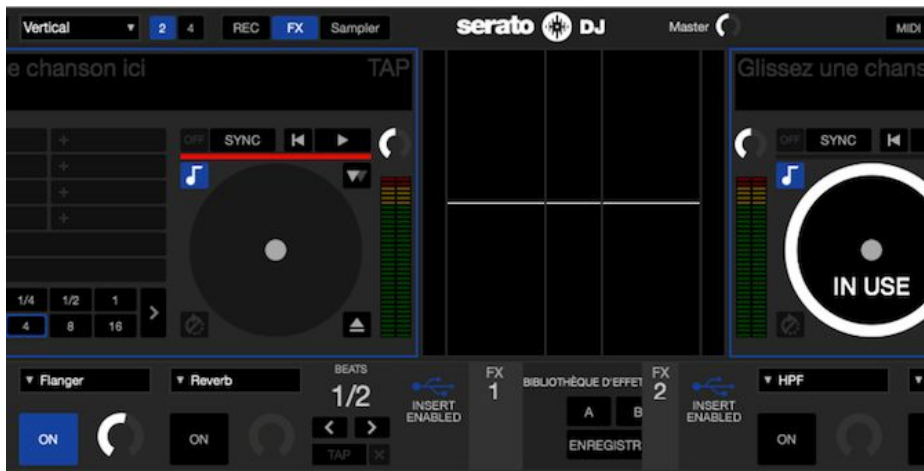 Vertical 2 4 REC FX Sampler serato DJ Master MIDI
e chanson ici TAP Glissez une chans
OFF SYNC OFF SYNC
IN USE
1/4 1/2 1
4 8 16
Flanger Reverb BEATS 1/2 INSERT ENABLED FX 1 BIBLIOTHÈQUE D'EFFET FX 2 INSERT ENABLED HPF
A B
ON ON TAP ENREGISTR ON